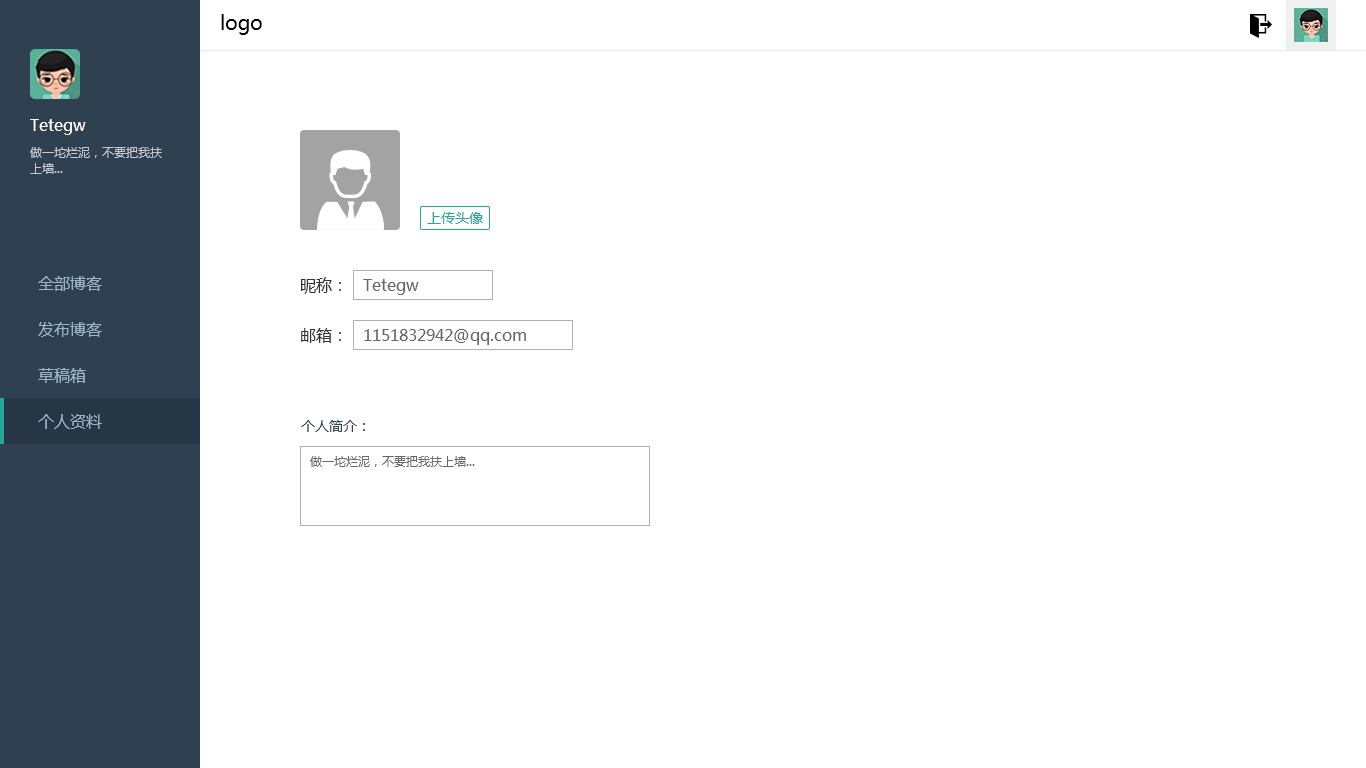 logo
Tetegw
做一坨烂泥，不要把我扶
上墙...
全部博客
发布博客
草稿箱
个人资料
上传头像
昵称： Tetegw
邮箱： 1151832942@qq.com
个人简介：
做一坨烂泥，不要把我扶上墙...